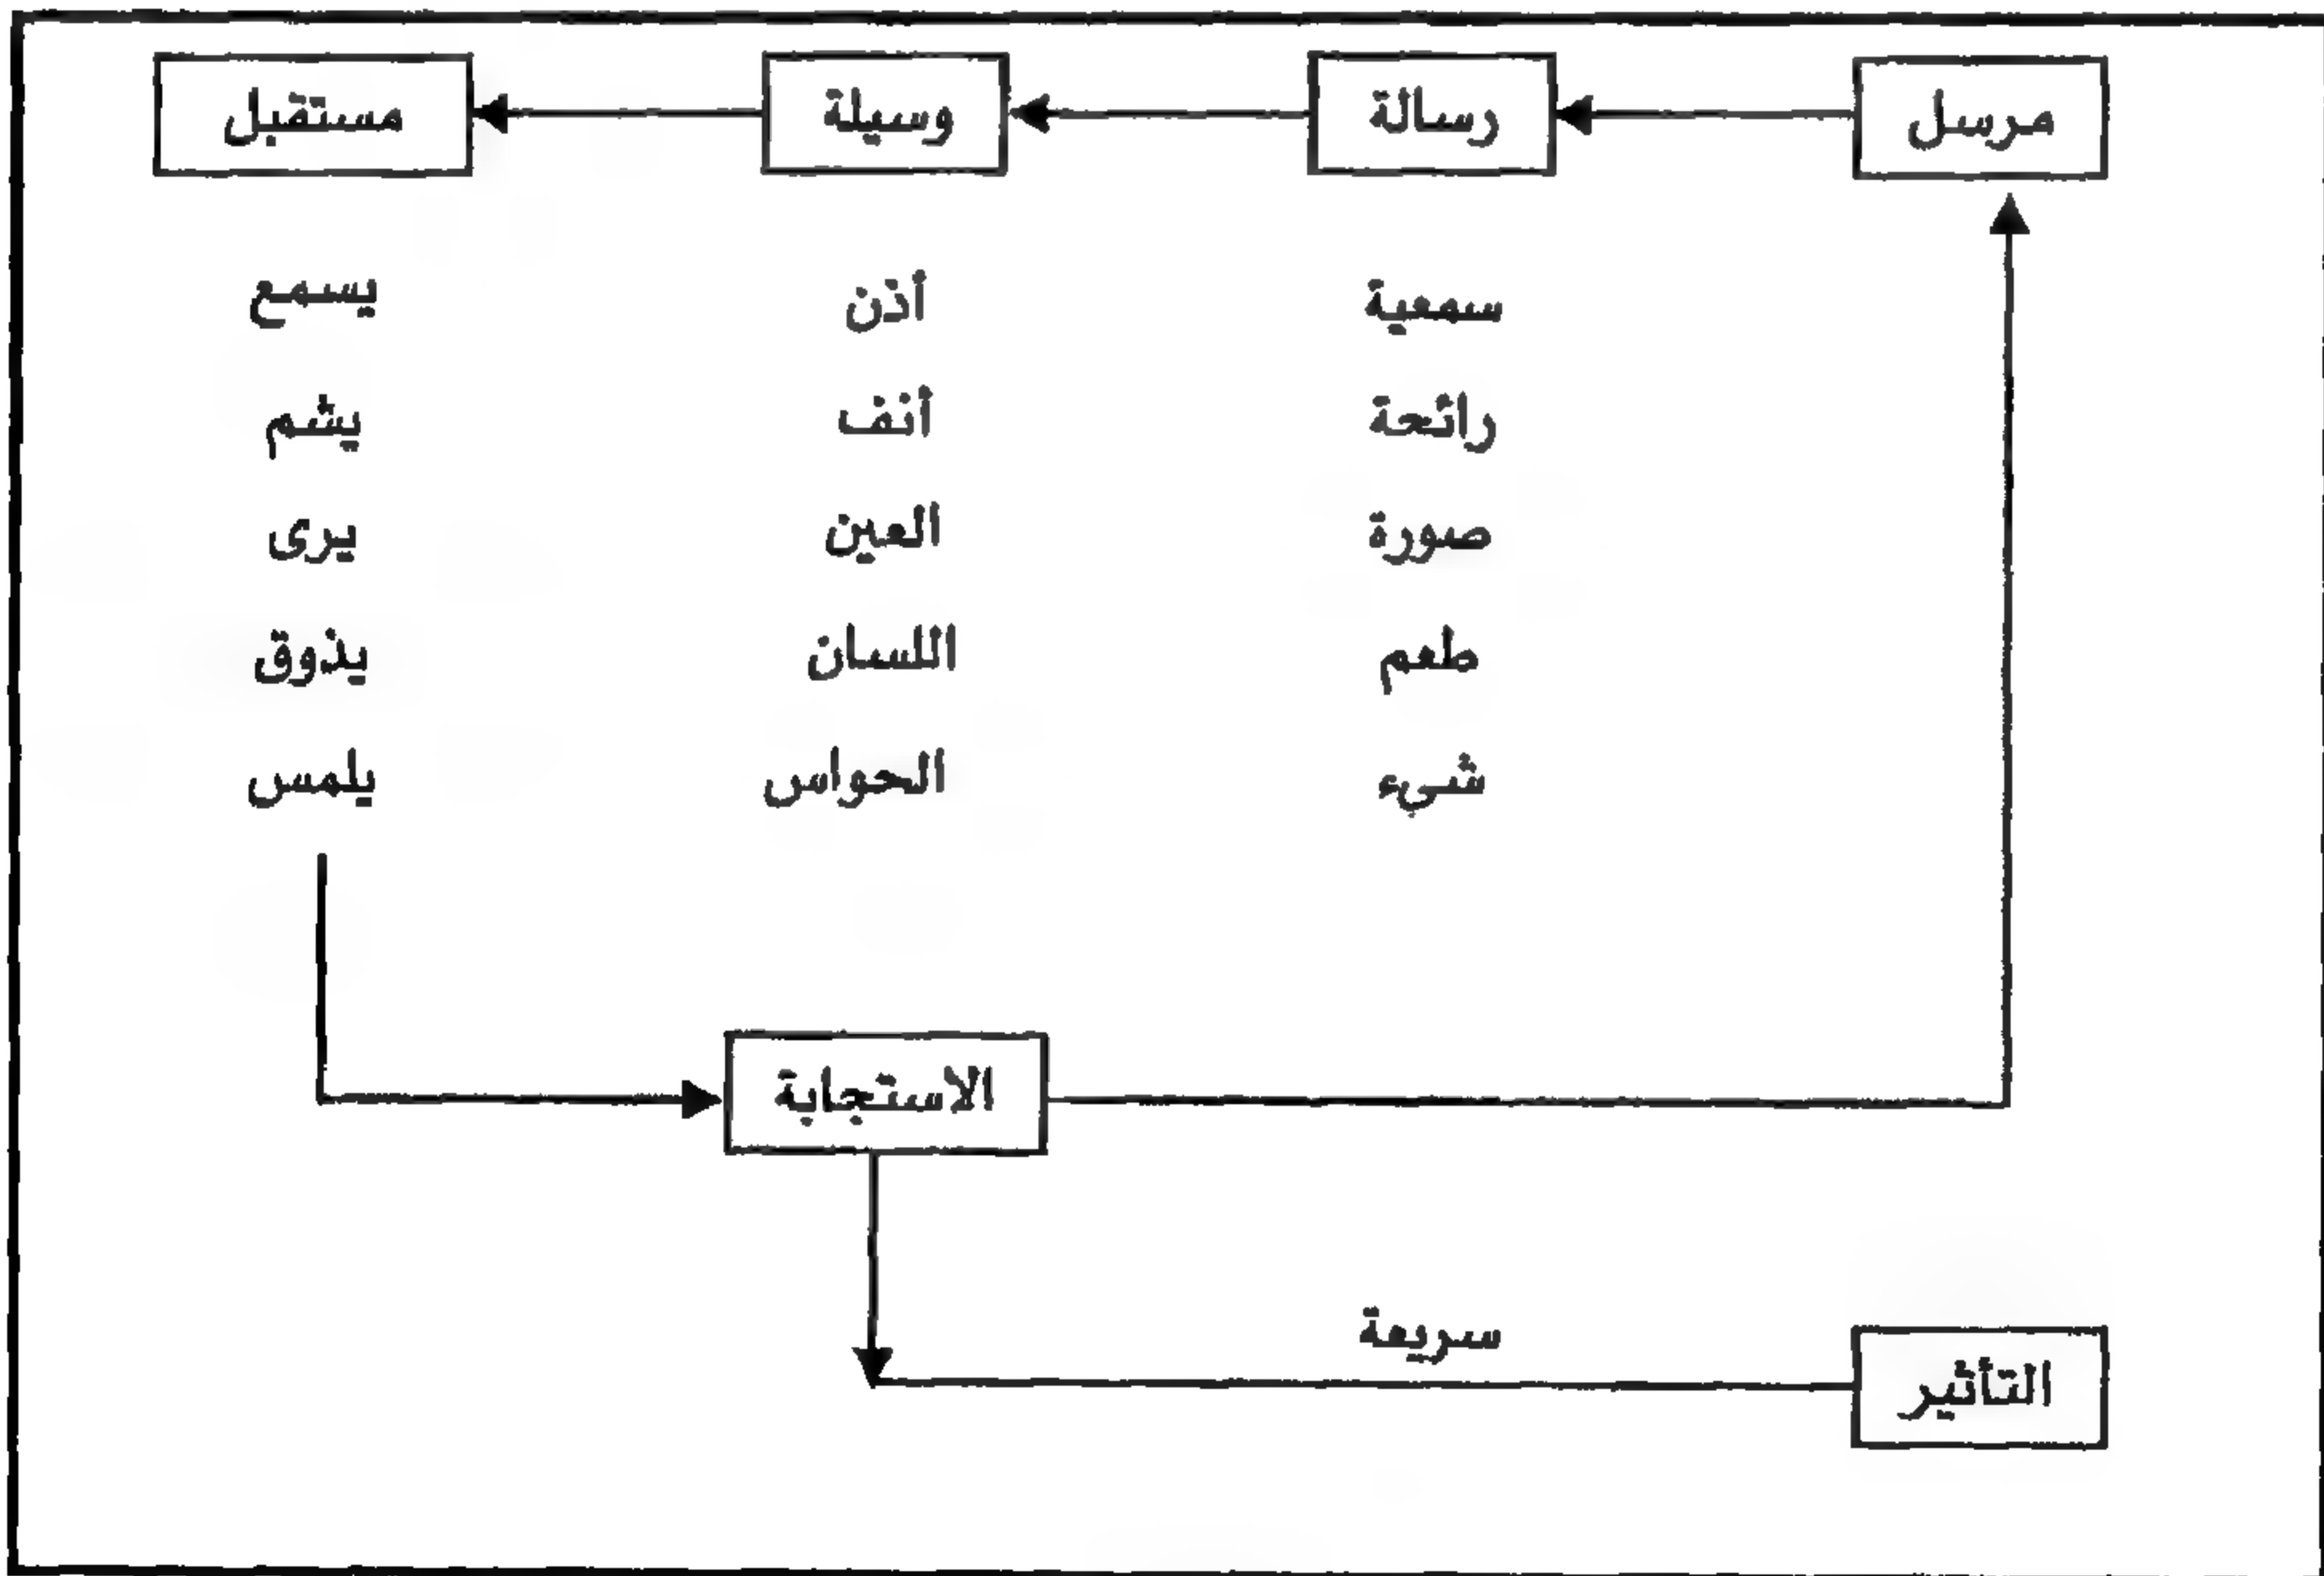 مرسل رسالة وسيلة مستقبل
سمعية أذن يسمع
رائحة أنف يشم
صورة العين يرى
طعم اللسان يذوق
شيء الحواس يلمس
الاستجابة
سريعة
التأثير